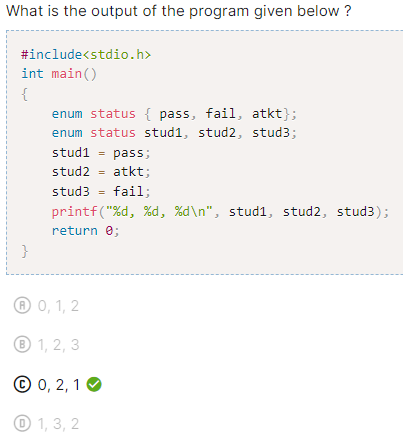 What is the output of the program given below ?
#include<stdio.h>
int main()
{
    enum status { pass, fail, atkt};
    enum status stud1, stud2, stud3;
    stud1 = pass;
    stud2 = atkt;
    stud3 = fail;
    printf("%d, %d, %d\n", stud1, stud2, stud3);
    return 0;
}
A 0, 1, 2
B 1, 2, 3
C 0, 2, 1
D 1, 3, 2